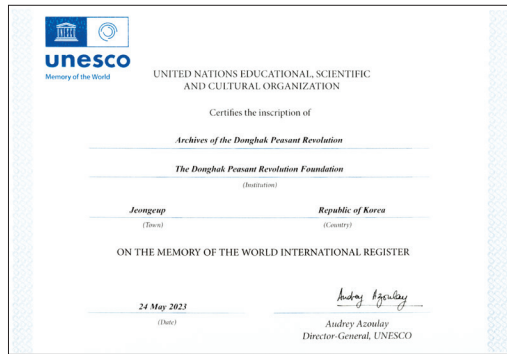 unesco
Memory of the World
UNITED NATIONS EDUCATIONAL, SCIENTIFIC
AND CULTURAL ORGANIZATION
Certifies the inscription of
Archives of the Donghak Peasant Revolution
The Donghak Peasant Revolution Foundation
(Institution)
Jeongeup Republic of Korea
(Town) (Country)
ON THE MEMORY OF THE WORLD INTERNATIONAL REGISTER
Audrey Azoulay
24 May 2023
(Date)
Audrey Azoulay
Director-General, UNESCO